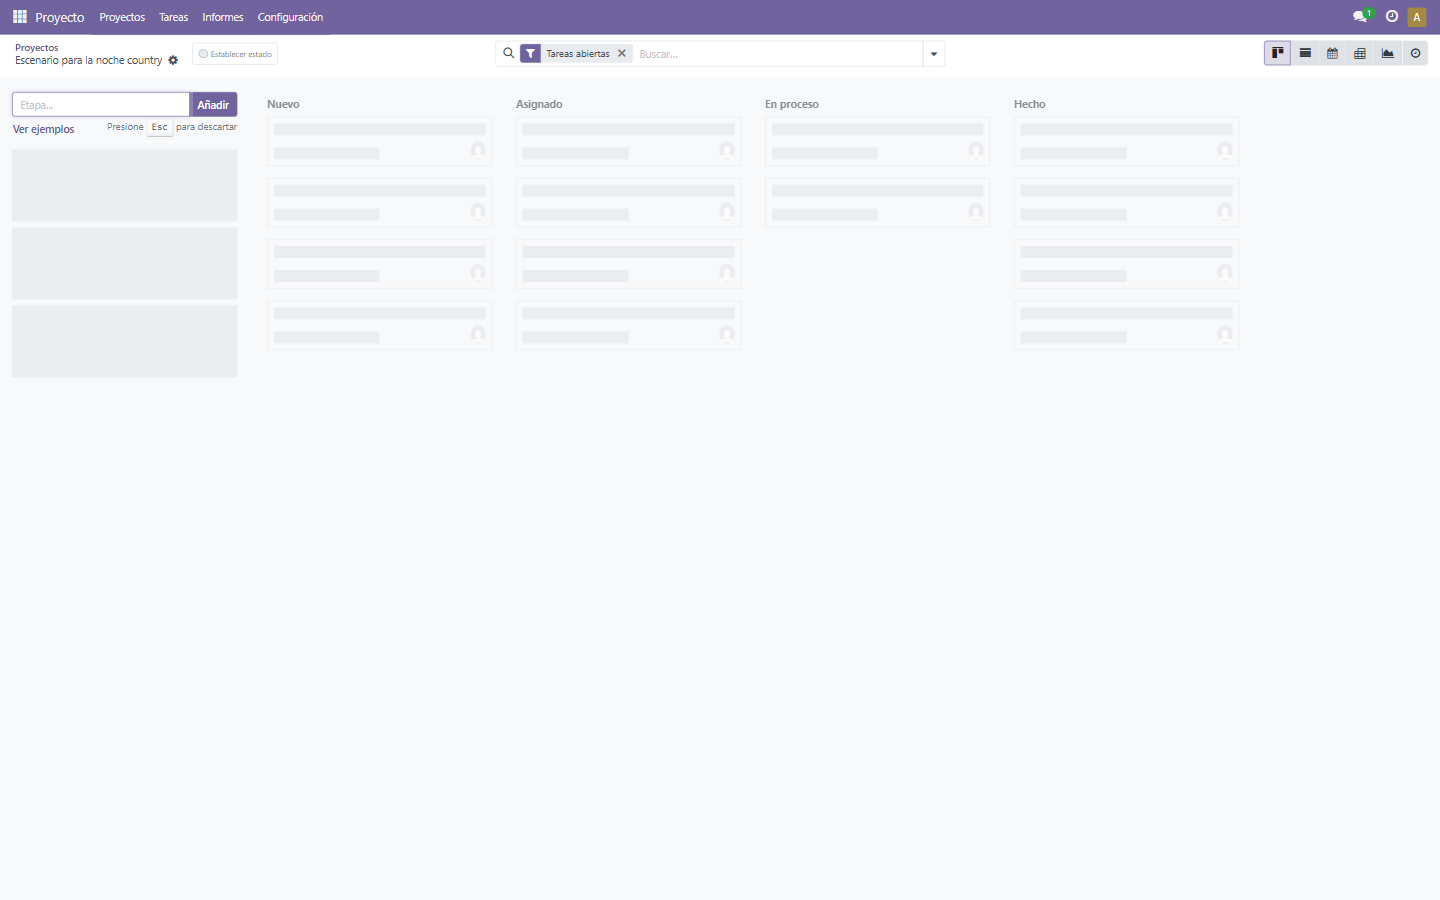 Proyecto Proyectos Tareas Informes Configuración 1 A
Proyectos
Escenario para la noche country
Establecer estado
Tareas abiertas Buscar...
Etapa... Añadir
Ver ejemplos Presione Esc para descartar
Nuevo Asignado En proceso Hecho